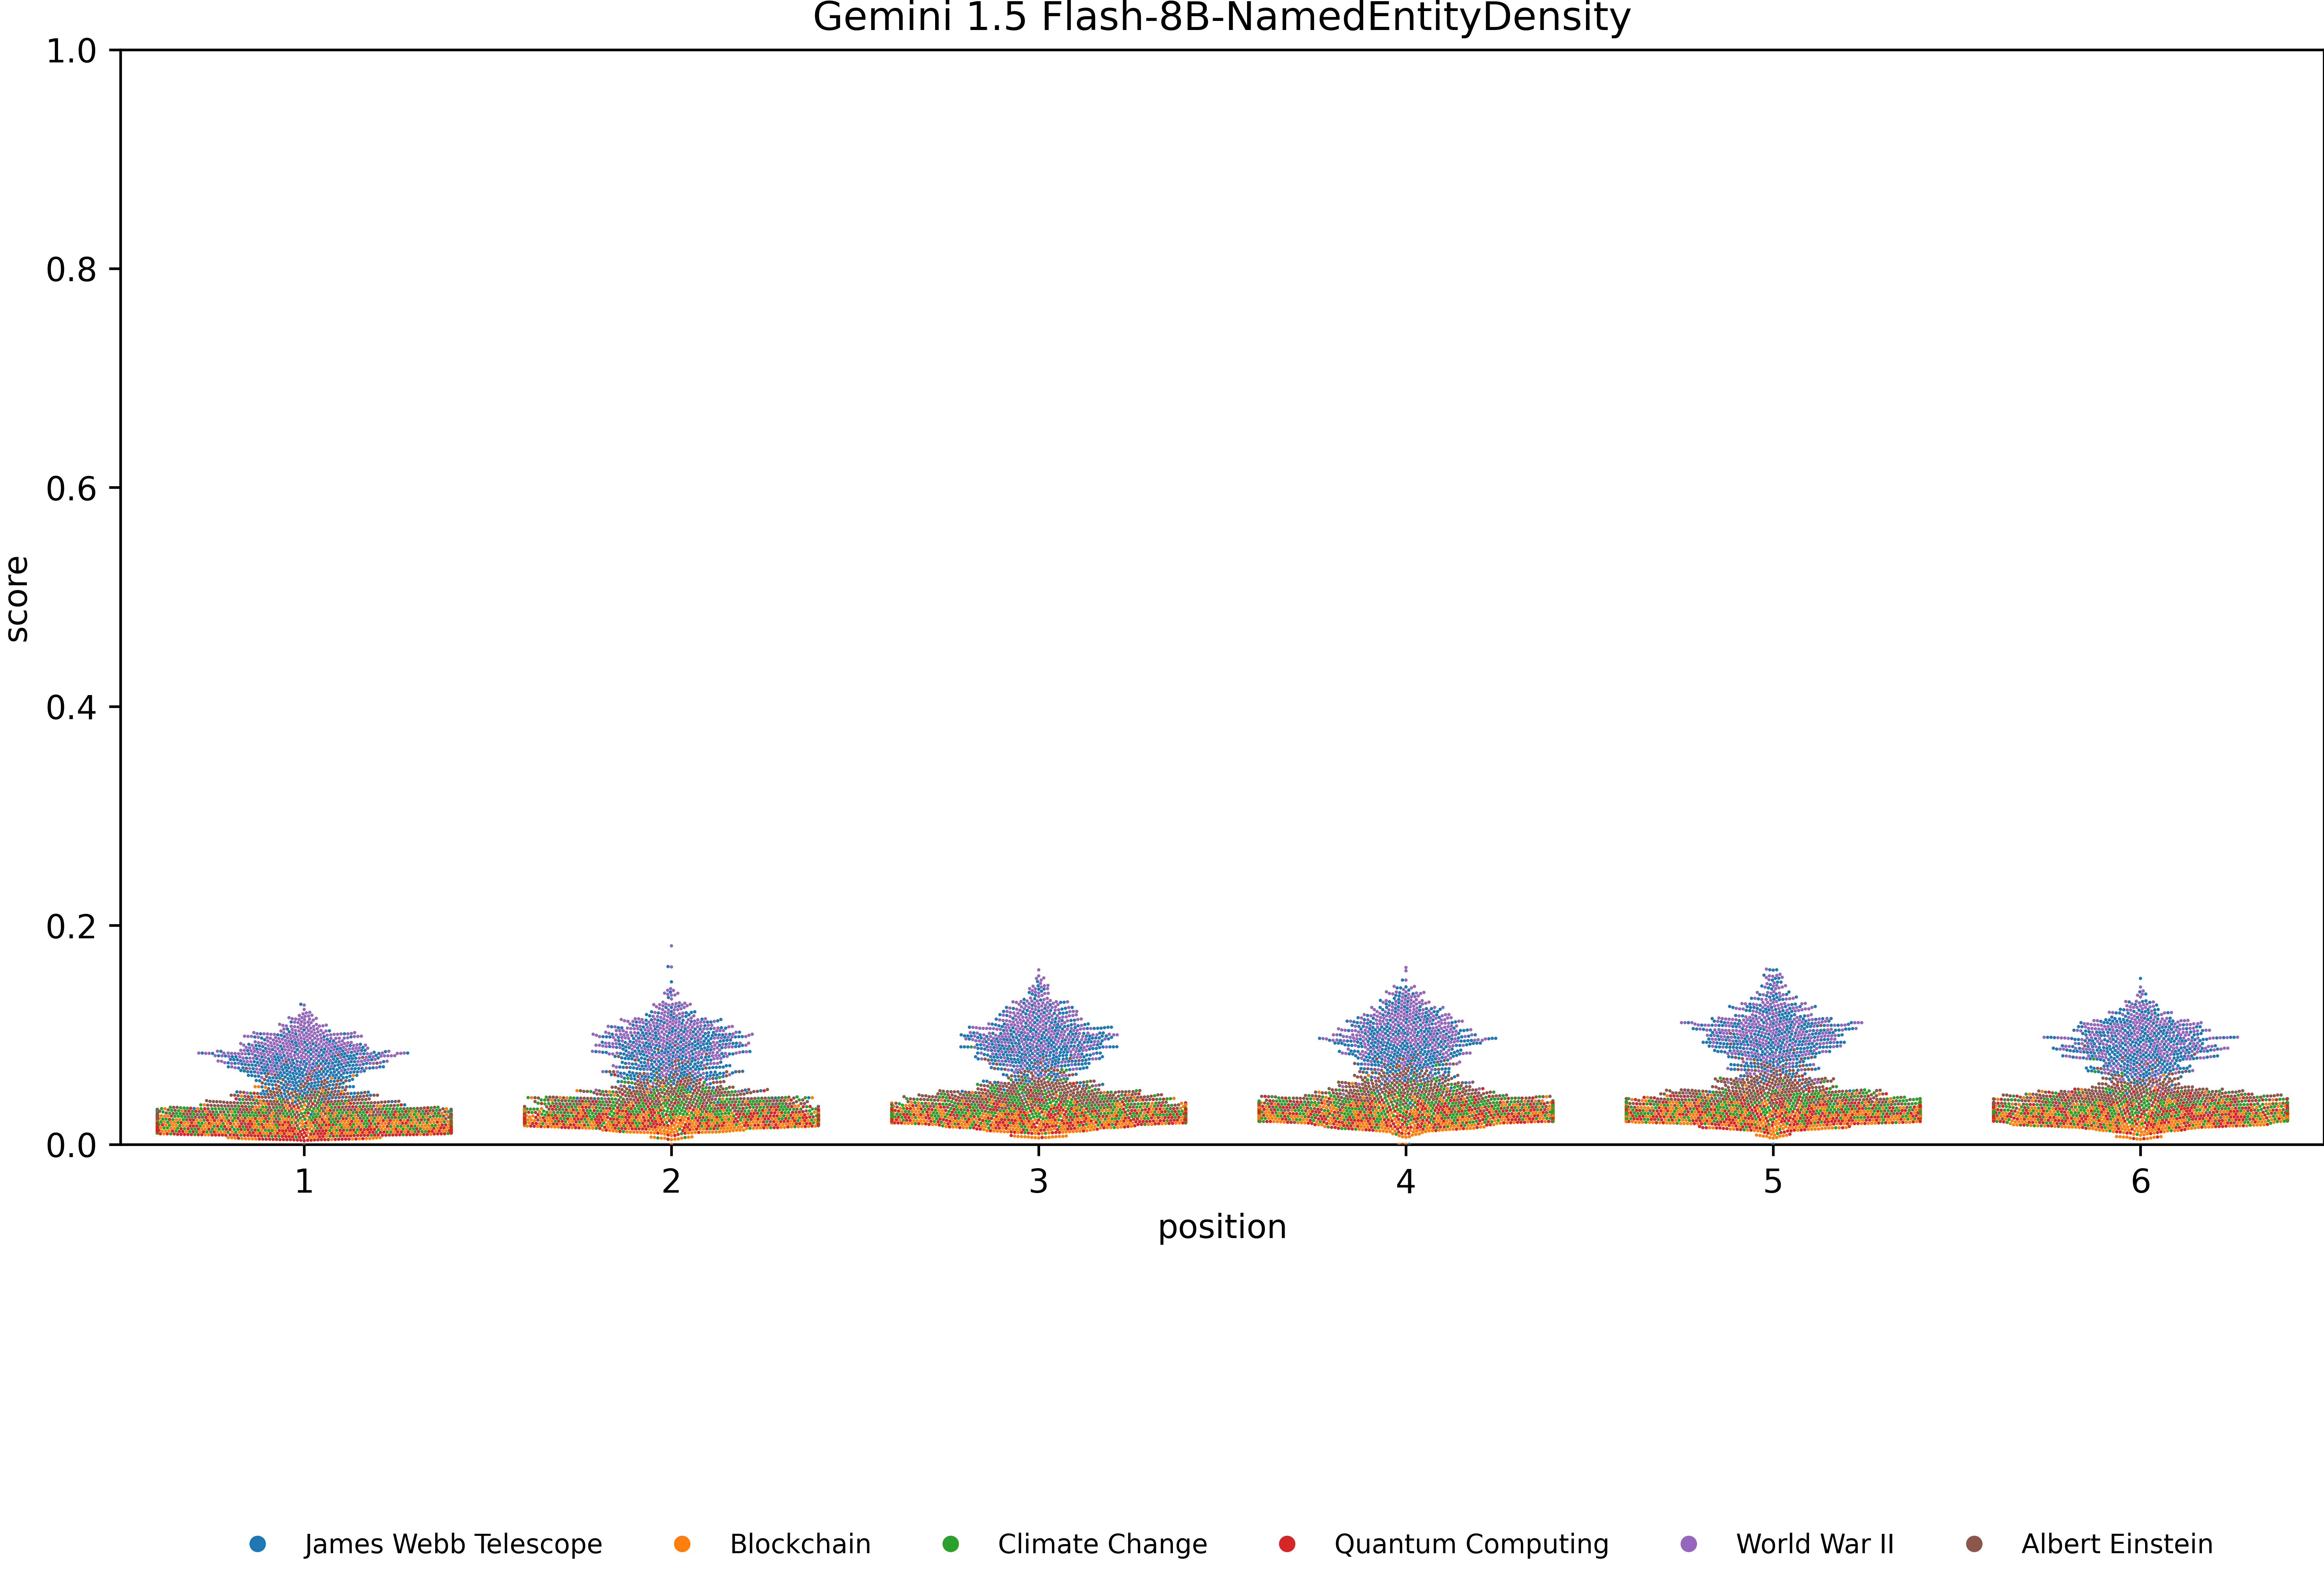 Gemini 1.5 Flash-8B-NamedEntityDensity
1.0
0.8
0.6
0.4
0.2
0.0
score
1 2 3 4 5 6
position
James Webb Telescope Blockchain Climate Change Quantum Computing World War II Albert Einstein